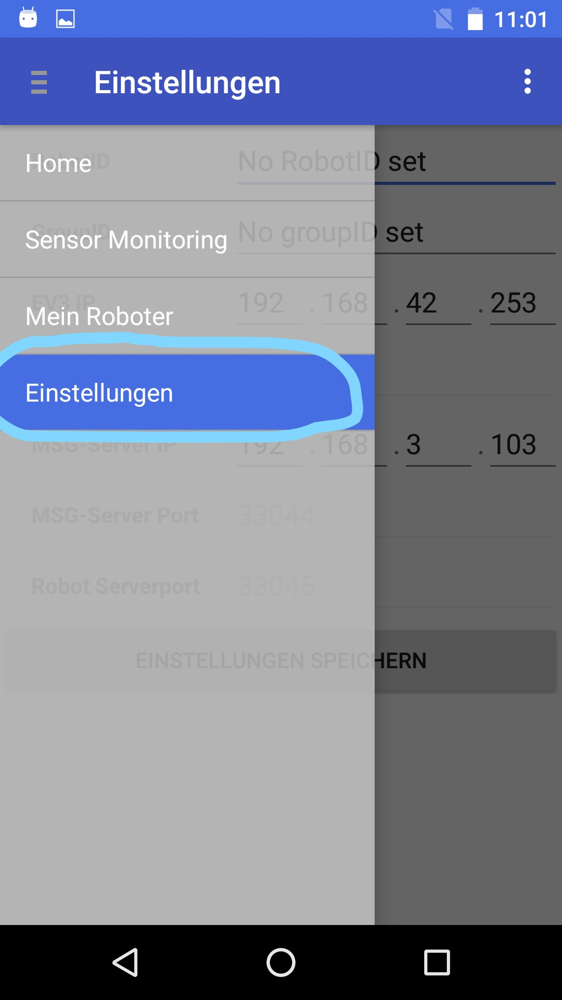 11:01
Einstellungen
Home
RobotID
No RobotID set
Sensor Monitoring
GroupID
No groupID set
EV3 IP
192 . 168 . 42 . 253
Mein Roboter
Einstellungen
MSG-Server IP
192 . 168 . 3 . 103
MSG-Server Port
33044
Robot Serverport
33045
EINSTELLUNGEN SPEICHERN